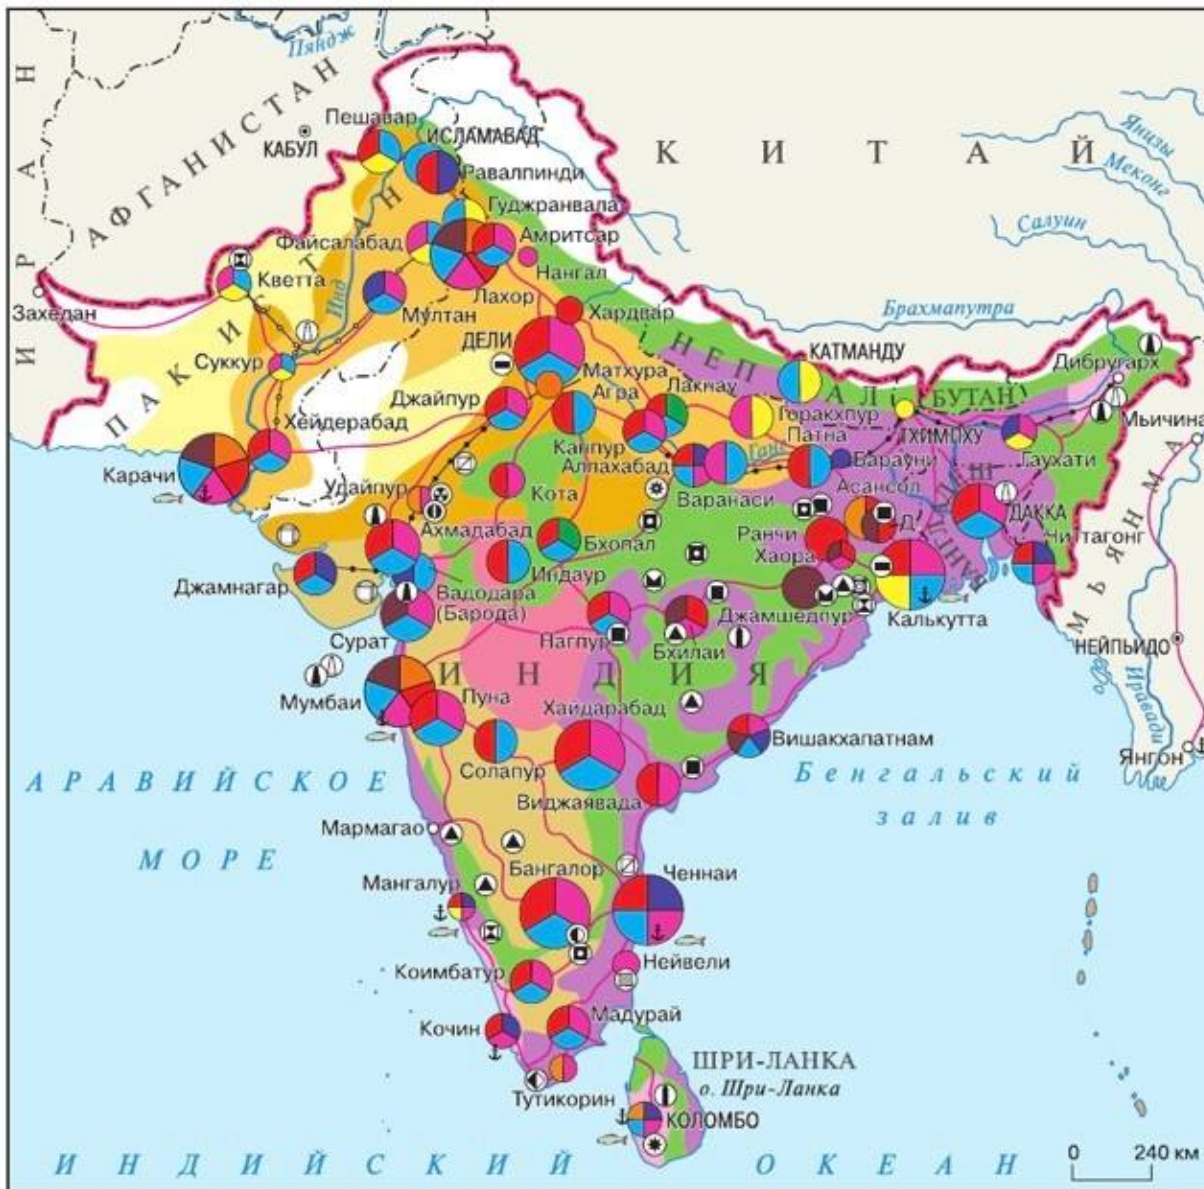 Пяндж
ИРАН
АФГАНИСТАН
КАБУЛ
Пешавар
ИСЛАМАБАД
Равалпинди
КИТАЙ
Янцзы
Меконг
Салуин
Гуджранвала
Файсалабад
Амритсар
Нангал
Кветта
Захедан
ПАКИСТАН
Инд
Мултан
Лахор
Хардвар
Брахмапутра
Суккур
ДЕЛИ
НЕПАЛ
КАТМАНДУ
Дибругарх
Матхура
Агра
Лакнау
Джайпур
БУТАН
Хейдерабад
Горакхпур
Мьичина
Канпур
Патна
ТХИМПХУ
Карачи
Аллахабад
Ганг
Барауни
Гаухати
Удайпур
Кота
Варанаси
Асансол
Ахмадабад
Ранчи
Д.
ДАККА
БАНГЛАДЕШ
Бхопал
Хаора
Читтагонг
Джамнагар
Индаур
МЬЯНМА
Вадодара
(Барода)
Джамшедпур
Калькутта
Сурат
Нагпур
Бхилаи
НЕЙПЬИДО
ИНДИЯ
Мумбаи
Пуна
Хайдарабад
Иравади
Вишакхапатнам
Солапур
Янгон
АРАВИЙСКОЕ
МОРЕ
Бенгальский
залив
Виджаявада
Мармагао
Бангалор
Ченнаи
Мангалур
Коимбатур
Нейвели
Кочин
Мадурай
ШРИ-ЛАНКА
о. Шри-Ланка
Тутикорин
КОЛОМБО
ИНДИЙСКИЙ ОКЕАН
0 240 км